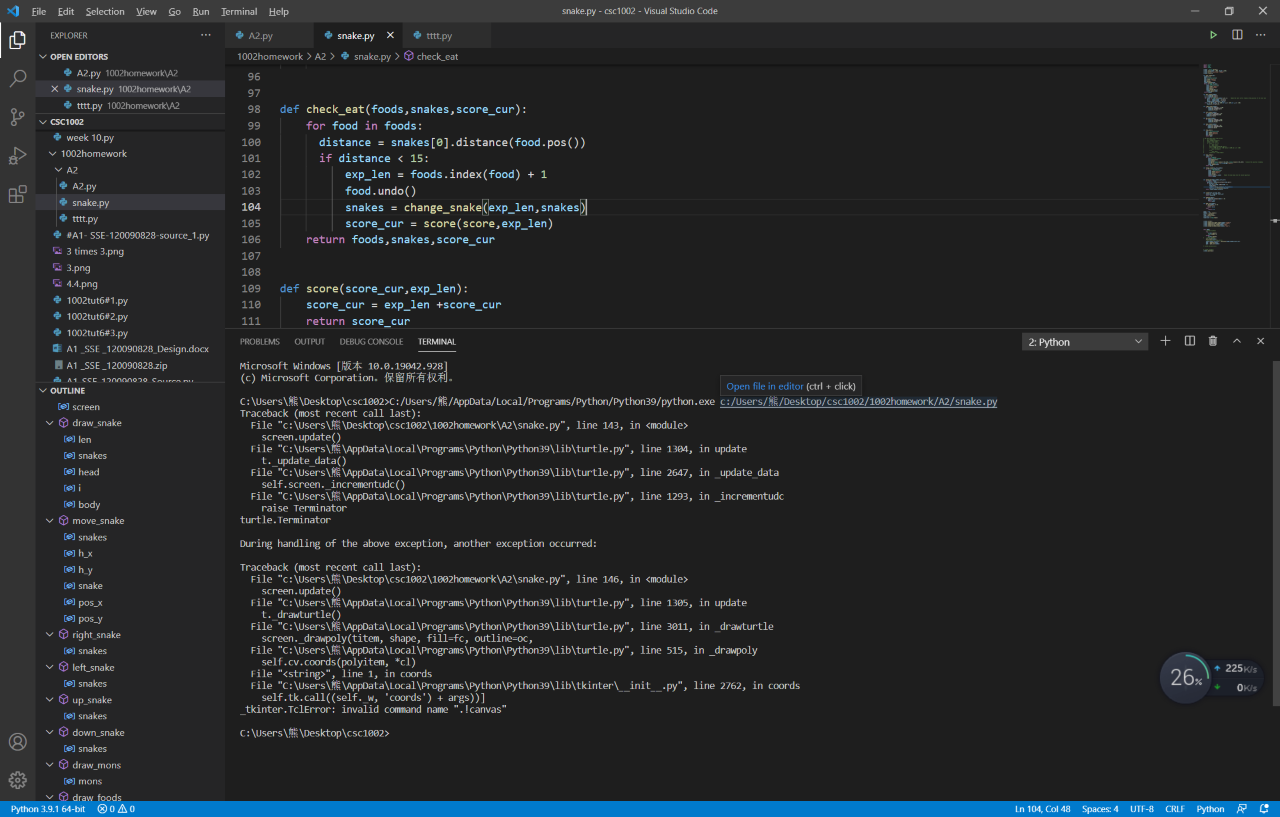 File Edit Selection View Go Run Terminal Help
snake.py - csc1002 - Visual Studio Code
EXPLORER
OPEN EDITORS
A2.py 1002homework\A2
snake.py 1002homework\A2
tttt.py 1002homework\A2
CSC1002
week 10.py
1002homework
A2
A2.py
snake.py
tttt.py
#A1- SSE-120090828-source_1.py
3 times 3.png
3.png
4.4.png
1002tut6#1.py
1002tut6#2.py
1002tut6#3.py
A1 _SSE _120090828_Design.docx
A1 _SSE _120090828.zip
A1_SSE_120090828_Source.py
OUTLINE
screen
draw_snake
len
snakes
head
i
body
move_snake
snakes
h_x
h_y
snake
pos_x
pos_y
right_snake
snakes
left_snake
snakes
up_snake
snakes
down_snake
snakes
draw_mons
mons
draw_foods
A2.py
snake.py
tttt.py
1002homework > A2 > snake.py > check_eat
96
97
98 def check_eat(foods,snakes,score_cur):
99 for food in foods:
100 distance = snakes[0].distance(food.pos())
101 if distance < 15:
102 exp_len = foods.index(food) + 1
103 food.undo()
104 snakes = change_snake(exp_len,snakes)
105 score_cur = score(score,exp_len)
106 return foods,snakes,score_cur
107
108
109 def score(score_cur,exp_len):
110 score_cur = exp_len +score_cur
111 return score_cur
PROBLEMS OUTPUT DEBUG CONSOLE TERMINAL
2: Python
Microsoft Windows [版本 10.0.19042.928]
(c) Microsoft Corporation。保留所有权利。
Open file in editor (ctrl + click)
C:\Users\熊\Desktop\csc1002>C:/Users/熊/AppData/Local/Programs/Python/Python39/python.exe c:/Users/熊/Desktop/csc1002/1002homework/A2/snake.py
Traceback (most recent call last):
File "c:\Users\熊\Desktop\csc1002\1002homework\A2\snake.py", line 143, in <module>
screen.update()
File "C:\Users\熊\AppData\Local\Programs\Python\Python39\lib\turtle.py", line 1304, in update
t._update_data()
File "C:\Users\熊\AppData\Local\Programs\Python\Python39\lib\turtle.py", line 2647, in _update_data
self.screen._incrementudc()
File "C:\Users\熊\AppData\Local\Programs\Python\Python39\lib\turtle.py", line 1293, in _incrementudc
raise Terminator
turtle.Terminator
During handling of the above exception, another exception occurred:
Traceback (most recent call last):
File "c:\Users\熊\Desktop\csc1002\1002homework\A2\snake.py", line 146, in <module>
screen.update()
File "C:\Users\熊\AppData\Local\Programs\Python\Python39\lib\turtle.py", line 1305, in update
t._drawturtle()
File "C:\Users\熊\AppData\Local\Programs\Python\Python39\lib\turtle.py", line 3011, in _drawturtle
screen._drawpoly(titem, shape, fill=fc, outline=oc,
File "C:\Users\熊\AppData\Local\Programs\Python\Python39\lib\turtle.py", line 515, in _drawpoly
self.cv.coords(polyitem, *cl)
File "<string>", line 1, in coords
File "C:\Users\熊\AppData\Local\Programs\Python\Python39\lib\tkinter\__init__.py", line 2762, in coords
self.tk.call((self._w, 'coords') + args))]
_tkinter.TclError: invalid command name ".!canvas"
C:\Users\熊\Desktop\csc1002>
26%
225K/s
0K/s
Python 3.9.1 64-bit 0 0
Ln 104, Col 48 Spaces: 4 UTF-8 CRLF Python